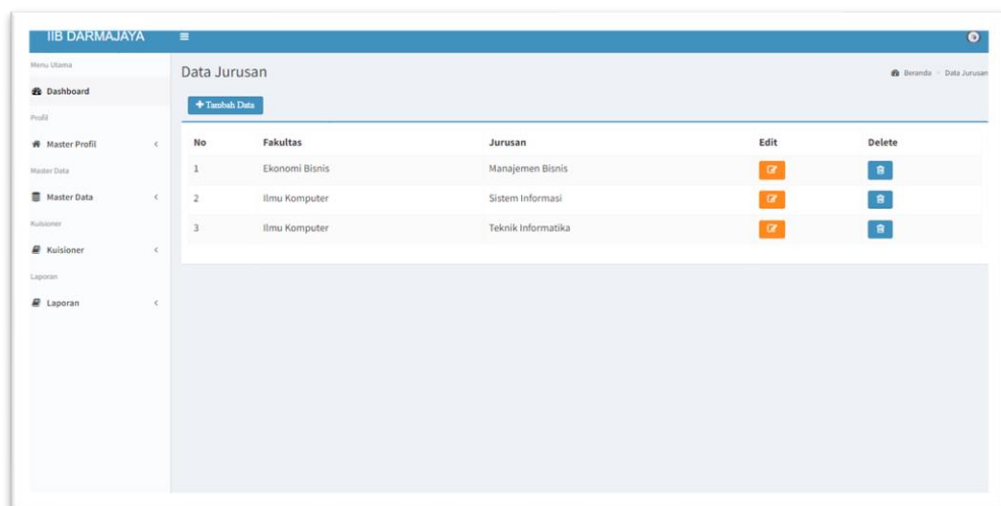 IIB DARMAJAYA
Menu Utama
Dashboard
Profil
Master Profil
Master Data
Master Data
Kuisioner
Kuisioner
Laporan
Laporan
Data Jurusan
Beranda > Data Jurusan
+Tambah Data
No Fakultas Jurusan Edit Delete
1 Ekonomi Bisnis Manajemen Bisnis
2 Ilmu Komputer Sistem Informasi
3 Ilmu Komputer Teknik Informatika